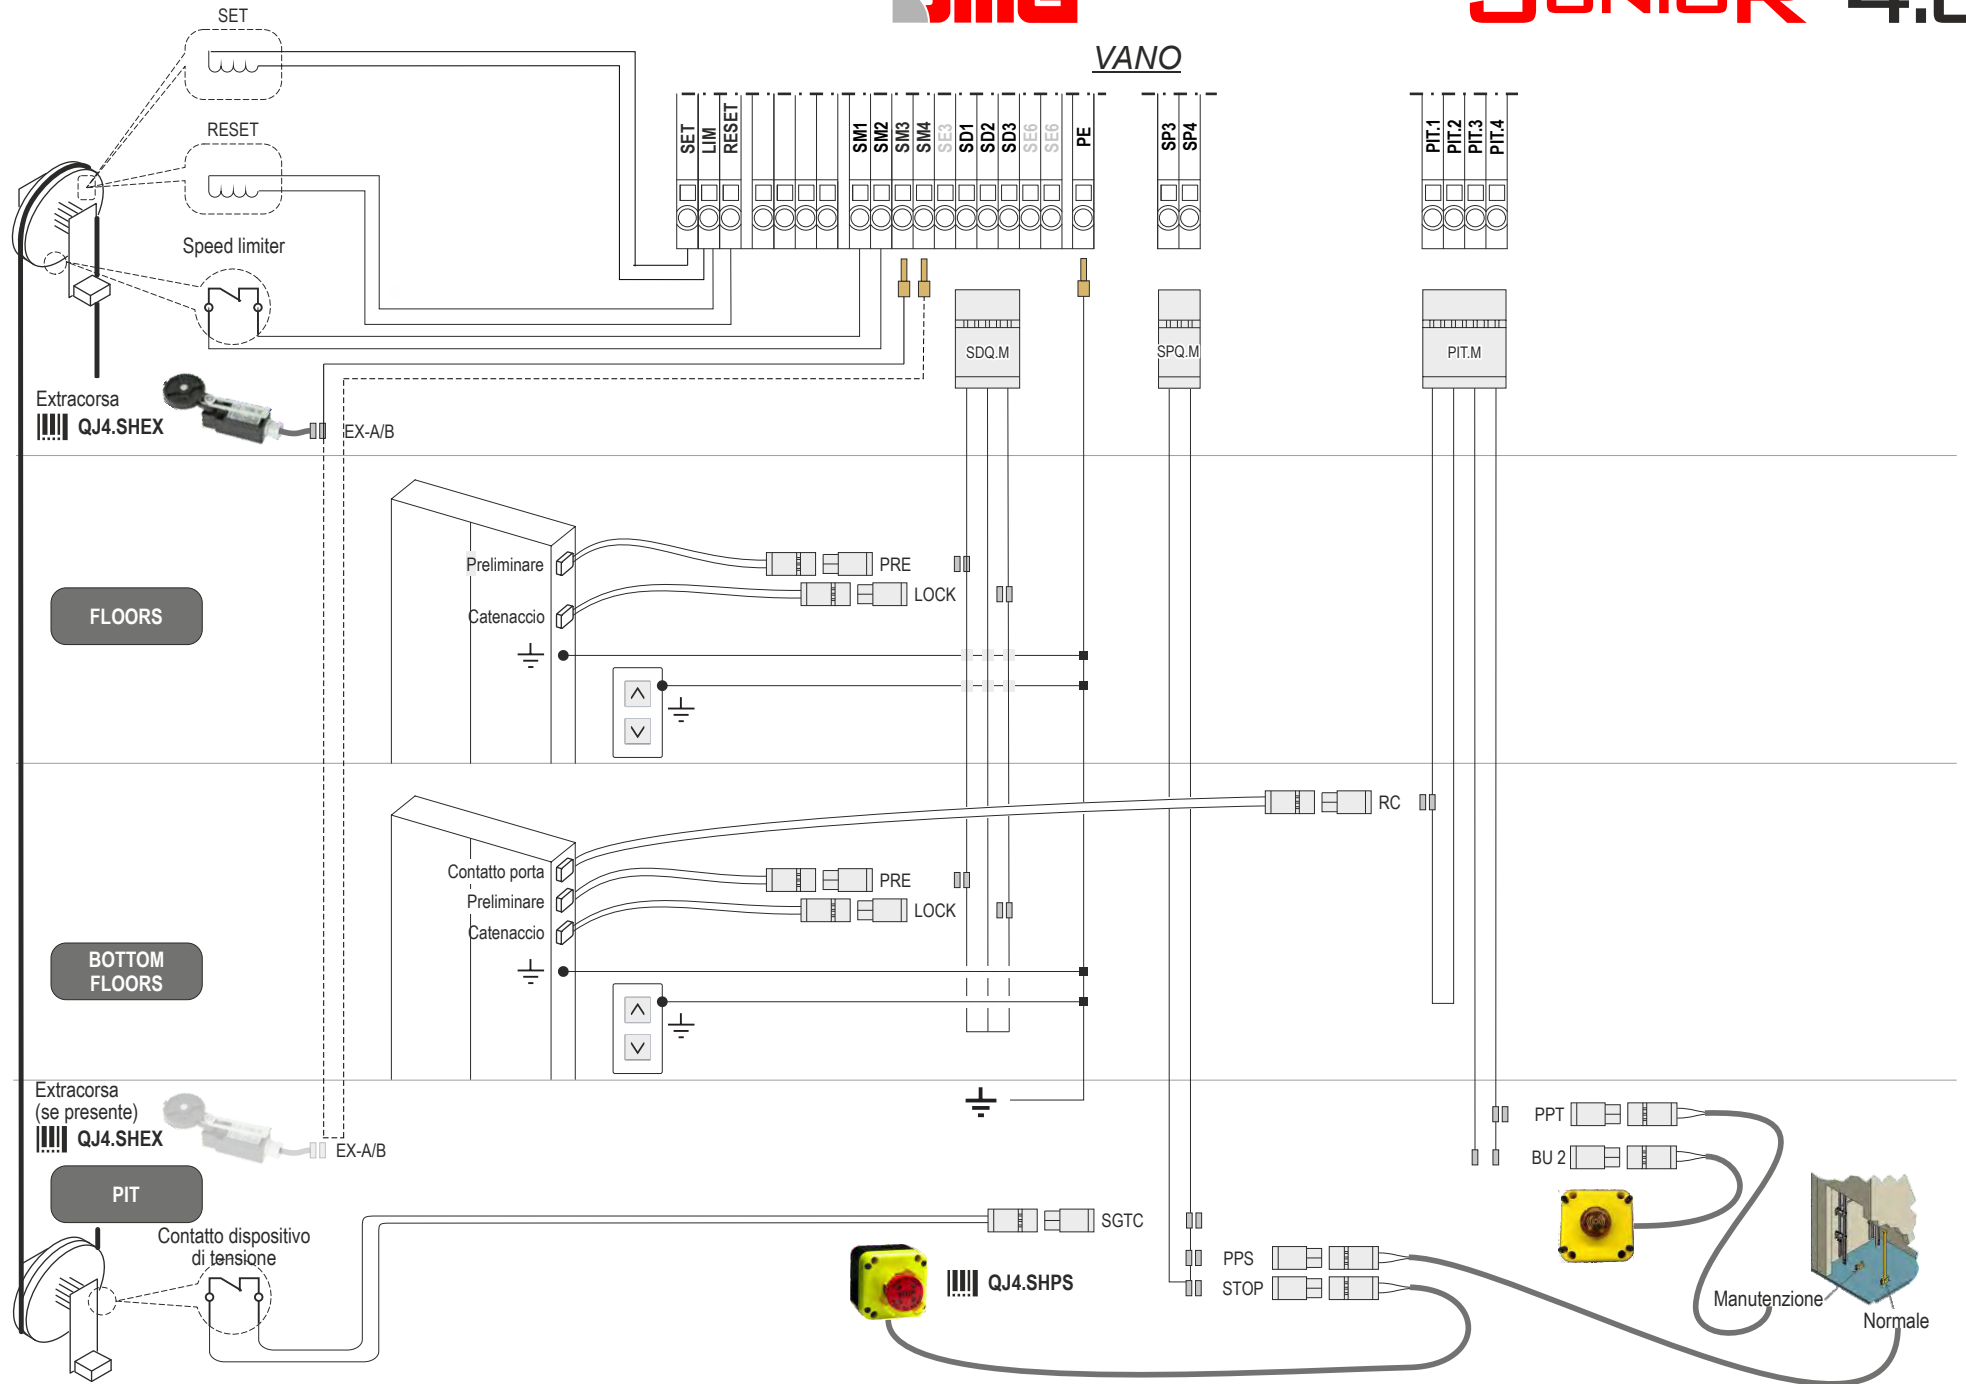 SET
JUNIOR 4.
VANO
RESET
Speed limiter
SET
LIM
RESET
SM1
SM2
SM3
SM4
SE3
SD1
SD2
SD3
SE6
SE6
PE
SP3
SP4
PIT.1
PIT.2
PIT.3
PIT.4
SDQ.M
SPQ.M
PIT.M
Extracorsa
QJ4.SHEX
EX-A/B
FLOORS
Preliminare
PRE
Catenaccio
LOCK
BOTTOM
FLOORS
Contatto porta
RC
Preliminare
PRE
Catenaccio
LOCK
Extracorsa
(se presente)
QJ4.SHEX
EX-A/B
PIT
Contatto dispositivo
di tensione
SGTC
QJ4.SHPS
PPS
STOP
PPT
BU 2
Manutenzione
Normale